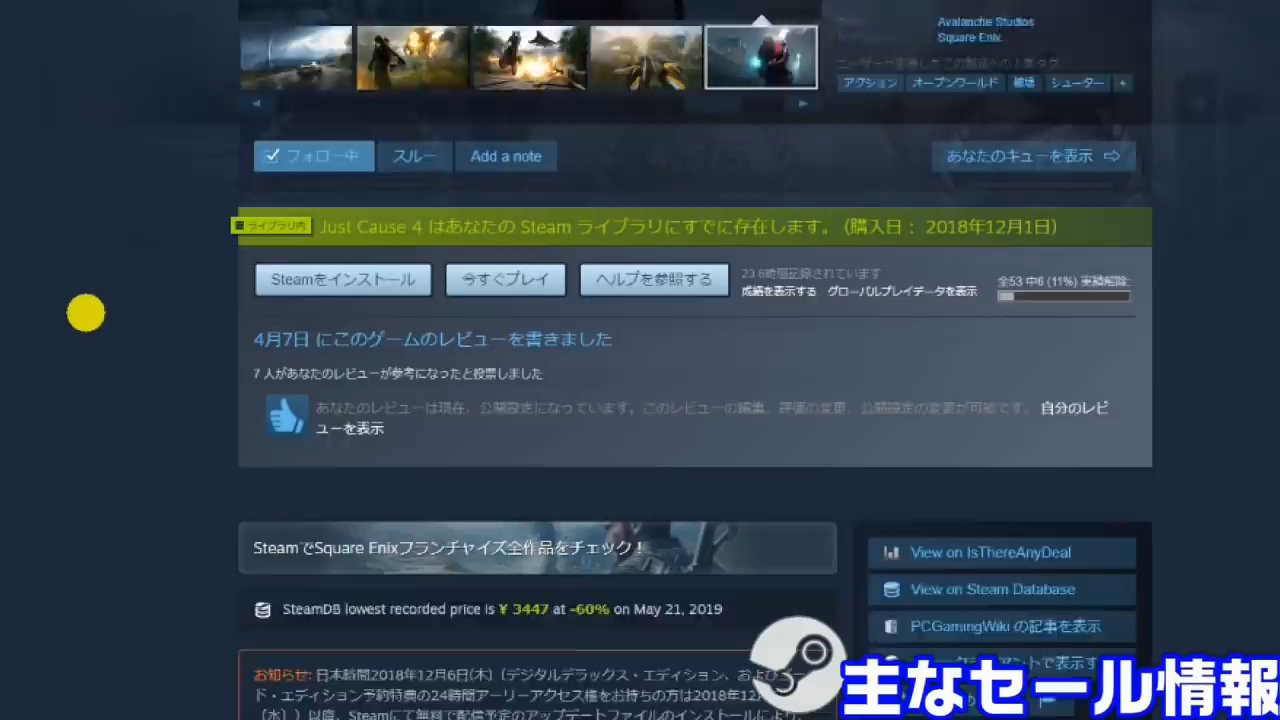 Avalanche Studios
Square Enix
アクション オープンワールド 破壊 シューター +
フォロー中 スルー Add a note あなたのキューを表示 ⇨
ライブラリ内 Just Cause 4 はあなたの Steam ライブラリにすでに存在します。 (購入日： 2018年12月1日)
Steamをインストール 今すぐプレイ ヘルプを参照する
23.6時間記録されています
成績を表示する グローバルプレイデータを表示
全53 中6 (11%) 実績解除:
4月7日 にこのゲームのレビューを書きました
7 人があなたのレビューが参考になったと投票しました
あなたのレビューは現在、公開設定になっています。このレビューの編集、評価の変更、公開設定の変更が可能です。 自分のレビ
ューを表示
SteamでSquare Enixフランチャイズ全作品をチェック！
SteamDB lowest recorded price is ¥ 3447 at -60% on May 21, 2019
お知らせ: 日本時間2018年12月6日(木)（デジタルデラックス・エディション、および
ド・エディション予約特典の24時間アーリーアクセス権をお持ちの方は2018年12
（水））以降、Steamにて無料で配信予定のアップデートファイルのインストールにより、
View on IsThereAnyDeal
View on Steam Database
PCGamingWiki の記事を表示
主なセール情報